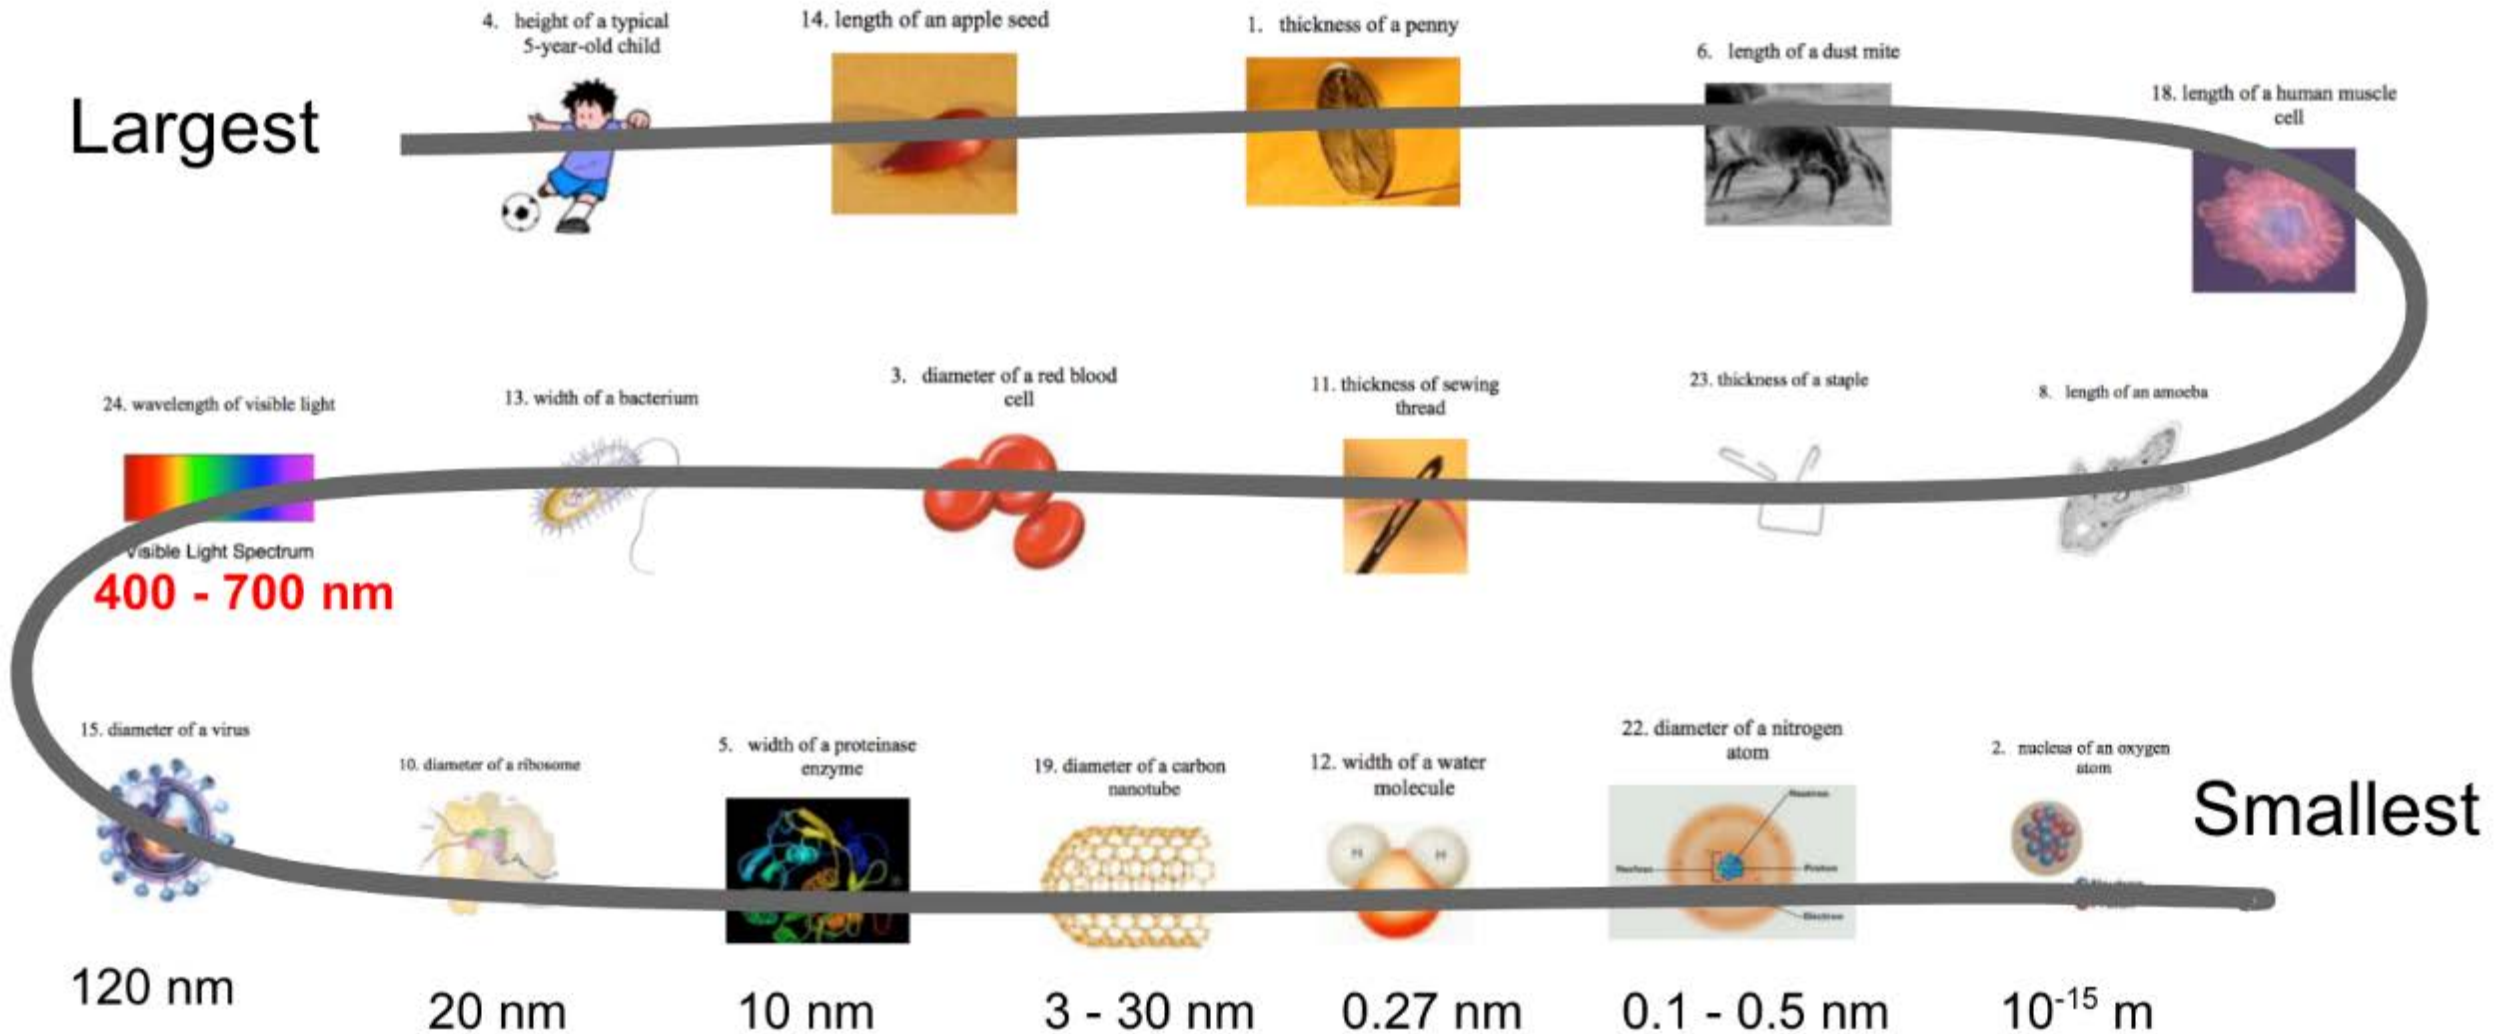 4. height of a typical
5-year-old child
14. length of an apple seed
1. thickness of a penny
6. length of a dust mite
18. length of a human muscle
cell
Largest
24. wavelength of visible light
13. width of a bacterium
3. diameter of a red blood
cell
11. thickness of sewing
thread
23. thickness of a staple
8. length of an amoeba
Visible Light Spectrum
400 - 700 nm
15. diameter of a virus
10. diameter of a ribosome
5. width of a proteinase
enzyme
19. diameter of a carbon
nanotube
12. width of a water
molecule
22. diameter of a nitrogen
atom
2. nucleus of an oxygen
atom
Smallest
H
H
Neutron
Nucleus
Proton
Electron
120 nm
20 nm
10 nm
3 - 30 nm
0.27 nm
0.1 - 0.5 nm
10⁻¹⁵ m